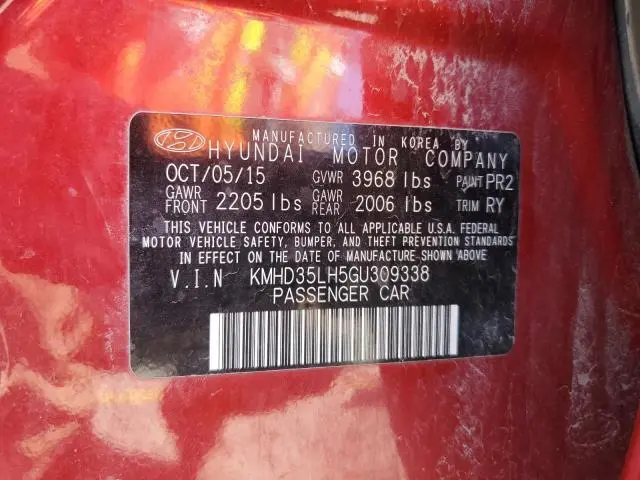 MANUFACTURED IN KOREA BY
HYUNDAI MOTOR COMPANY
OCT/05/15 GVWR 3968 lbs PAINT PR2
GAWR FRONT 2205 lbs GAWR REAR 2006 lbs TRIM RY
THIS VEHICLE CONFORMS TO ALL APPLICABLE U.S.A. FEDERAL
MOTOR VEHICLE SAFETY, BUMPER, AND THEFT PREVENTION STANDARDS
IN EFFECT ON THE DATE OF MANUFACTURE SHOWN ABOVE
V.I.N KMHD35LH5GU309338
PASSENGER CAR